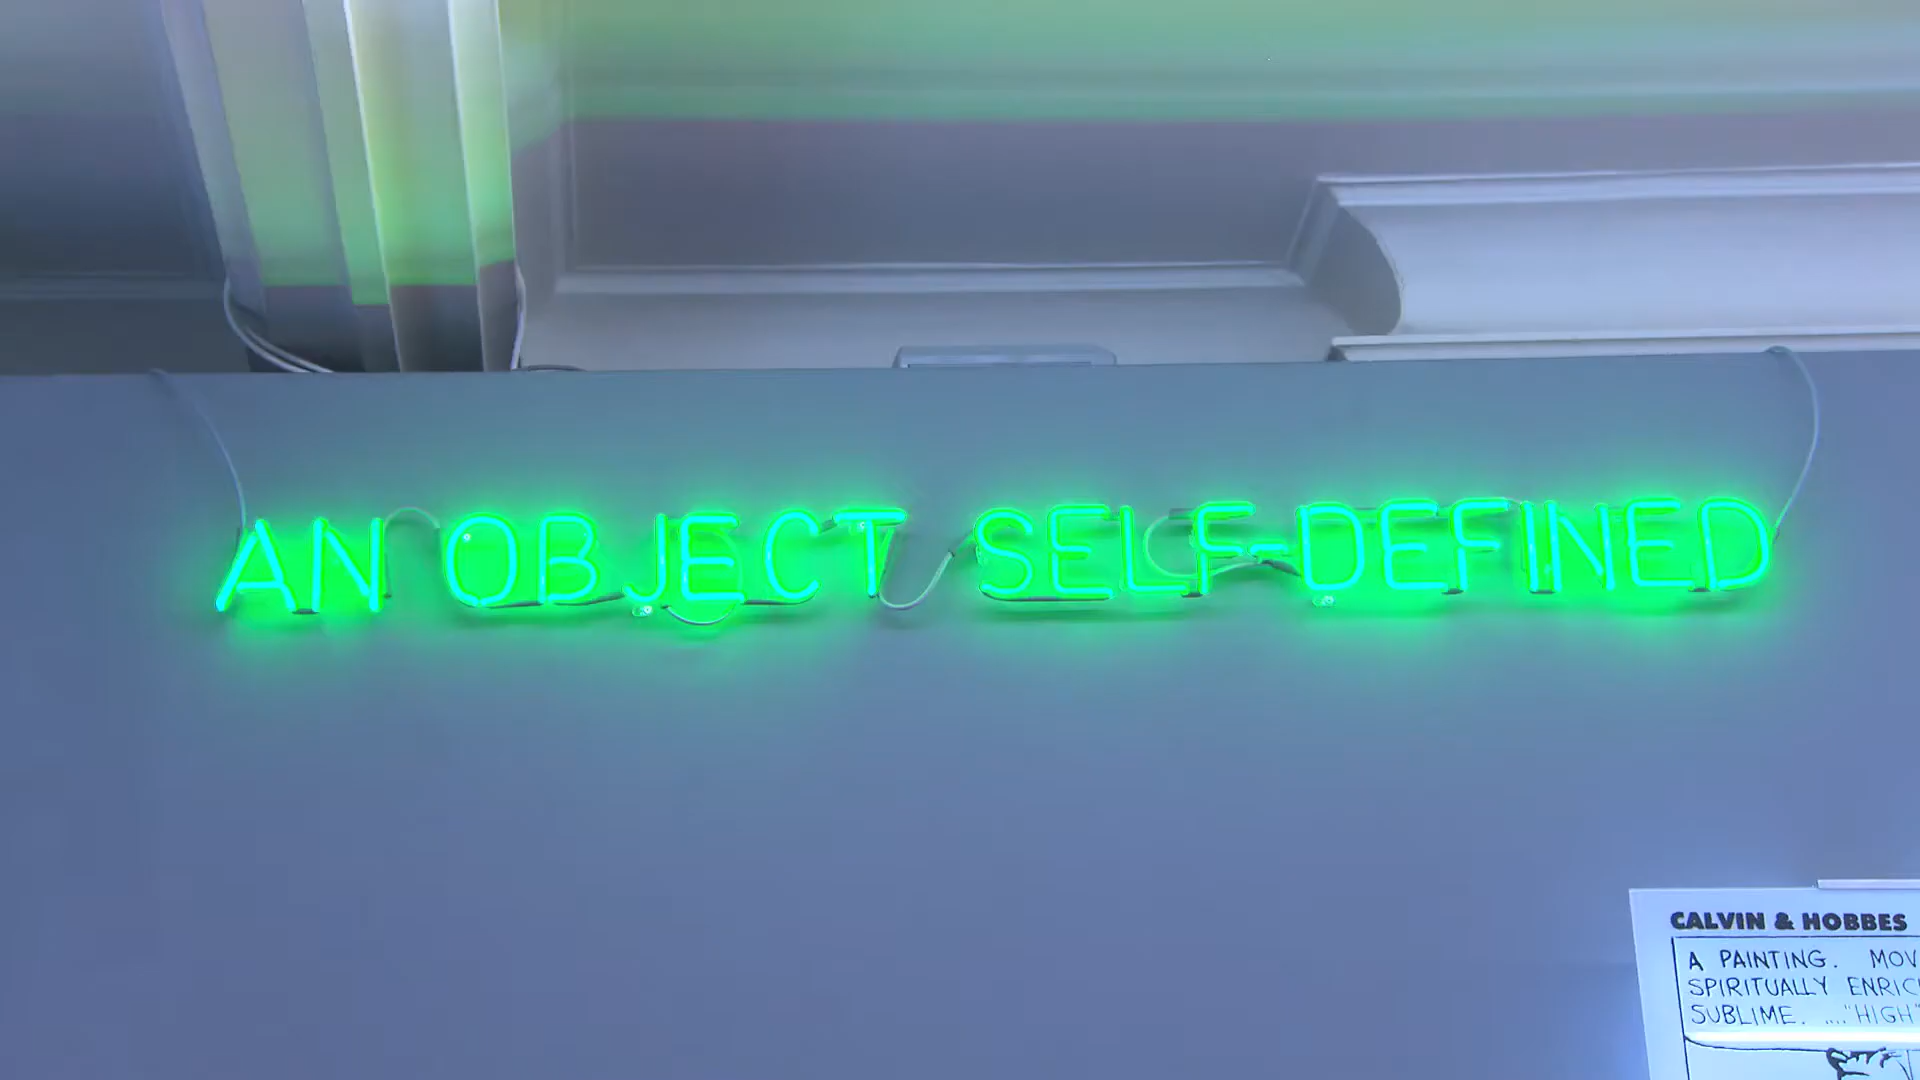 AN OBJECT SELF-DEFINED
CALVIN & HOBBES
A PAINTING. MOV
SPIRITUALLY ENRIC
SUBLIME. ...."HIGH"